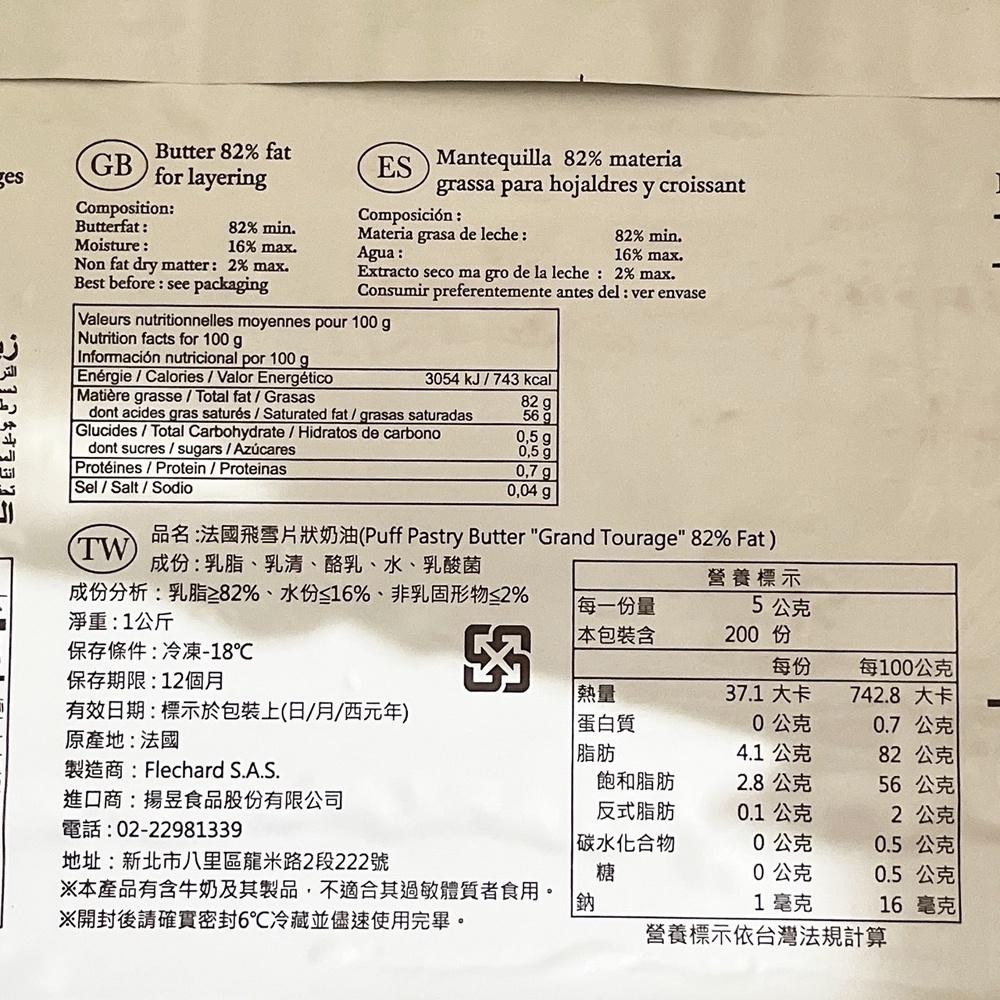 ges
GB
Butter 82% fat
for layering
Composition:
Butterfat : 82% min.
Moisture : 16% max.
Non fat dry matter : 2% max.
Best before : see packaging
ES
Mantequilla 82% materia
grassa para hojaldres y croissant
Composición :
Materia grasa de leche : 82% min.
Agua : 16% max.
Extracto seco ma gro de la leche : 2% max.
Consumir preferentemente antes del : ver envase
Valeurs nutritionnelles moyennes pour 100 g
Nutrition facts for 100 g
Información nutricional por 100 g
Enérgie / Calories / Valor Energético 3054 kJ / 743 kcal
Matière grasse / Total fat / Grasas 82 g
dont acides gras saturés / Saturated fat / grasas saturadas 56 g
Glucides / Total Carbohydrate / Hidratos de carbono 0,5 g
dont sucres / sugars / Azúcares 0,5 g
Protéines / Protein / Proteinas 0,7 g
Sel / Salt / Sodio 0,04 g
TW
品名:法國飛雪片狀奶油(Puff Pastry Butter "Grand Tourage" 82% Fat )
成份:乳脂、乳清、酪乳、水、乳酸菌
成份分析:乳脂≧82%、水份≦16%、非乳固形物≦2%
淨重:1公斤
保存條件:冷凍-18℃
保存期限:12個月
有效日期:標示於包裝上(日/月/西元年)
原產地:法國
製造商:Flechard S.A.S.
進口商:揚昱食品股份有限公司
電話:02-22981339
地址:新北市八里區龍米路2段222號
※本產品有含牛奶及其製品,不適合其過敏體質者食用。
※開封後請確實密封6℃冷藏並儘速使用完畢。
營養標示
每一份量 5 公克
本包裝含 200 份
每份 每100公克
熱量 37.1 大卡 742.8 大卡
蛋白質 0 公克 0.7 公克
脂肪 4.1 公克 82 公克
飽和脂肪 2.8 公克 56 公克
反式脂肪 0.1 公克 2 公克
碳水化合物 0 公克 0.5 公克
糖 0 公克 0.5 公克
鈉 1 毫克 16 毫克
營養標示依台灣法規計算